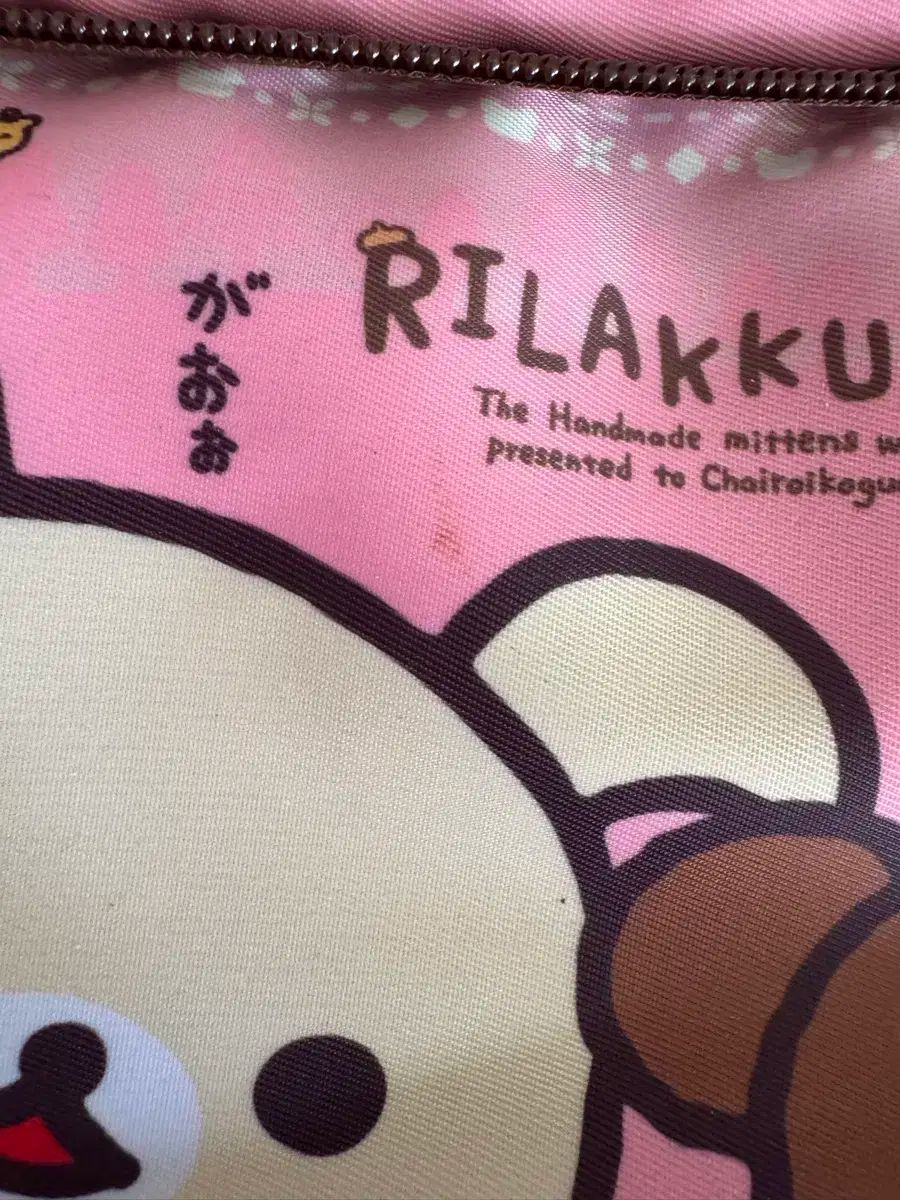 がおぉ
RILAKKU
The Handmade mittens w
presented to Chairoikogu